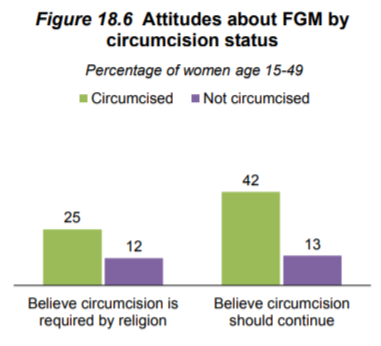 Figure 18.6 Attitudes about FGM by
circumcision status
Percentage of women age 15-49
Circumcised Not circumcised
25
12
42
13
Believe circumcision is
required by religion
Believe circumcision
should continue